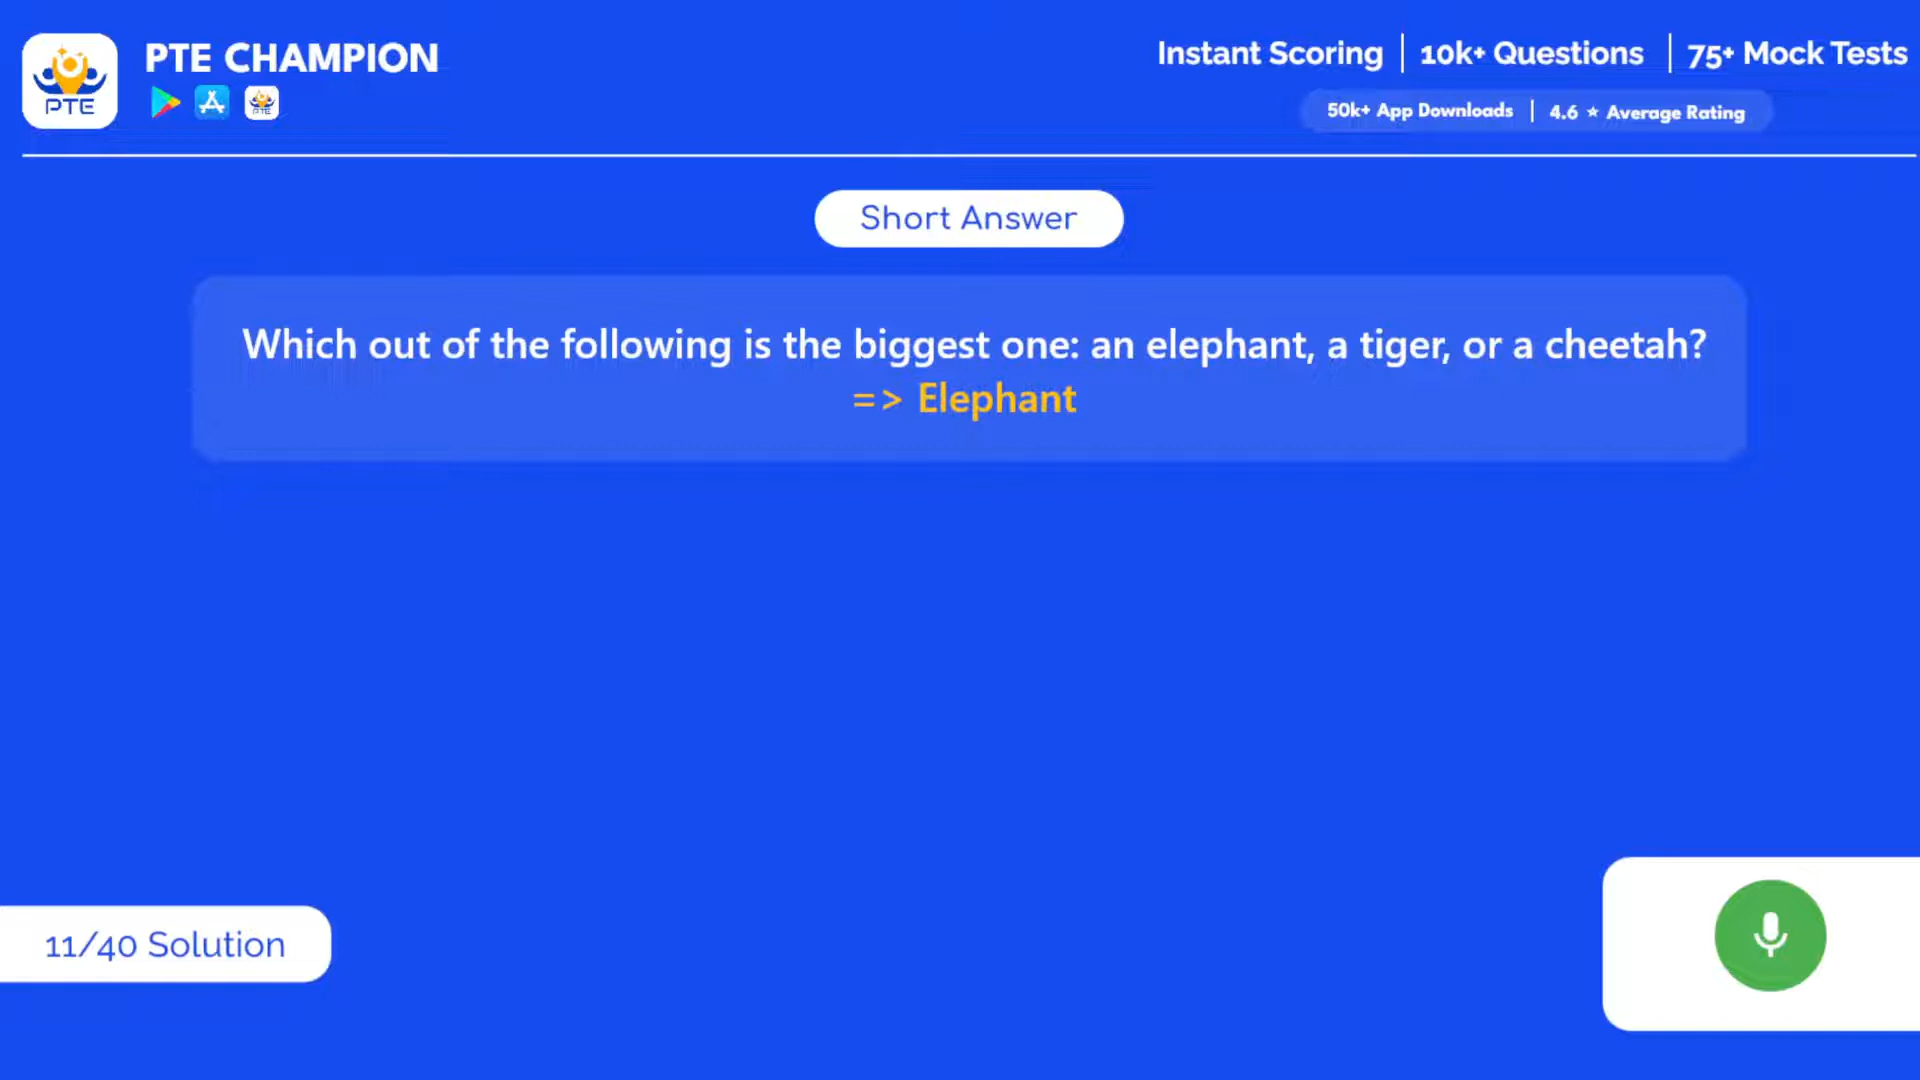 PTE CHAMPION
PTE
PTE
Instant Scoring | 10k+ Questions | 75+ Mock Tests
50k+ App Downloads | 4.6 ★ Average Rating
Short Answer
Which out of the following is the biggest one: an elephant, a tiger, or a cheetah?
=> Elephant
11/40 Solution